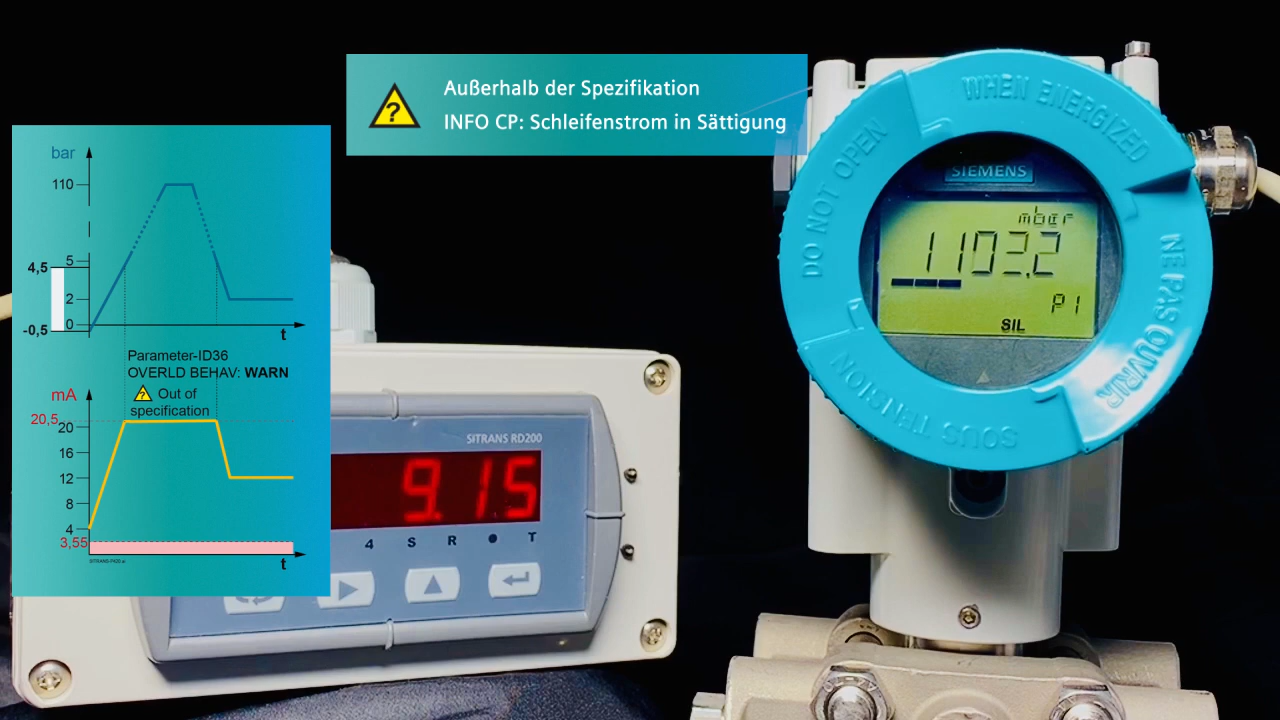 Außerhalb der Spezifikation
INFO CP: Schleifenstrom in Sättigung
bar
110
5
4,5
2
0
-0,5
t
Parameter-ID36
OVERLD BEHAV: WARN
? Out of
specification
mA
20,5
20
16
12
8
4
3,55
t
SITRANS RD200
9.15
4 S R T
WHEN ENERGIZED
DO NOT OPEN
NE PAS OUVRIR
SOUS TENSION
SIEMENS
mbar
1103.2
P1
SIL